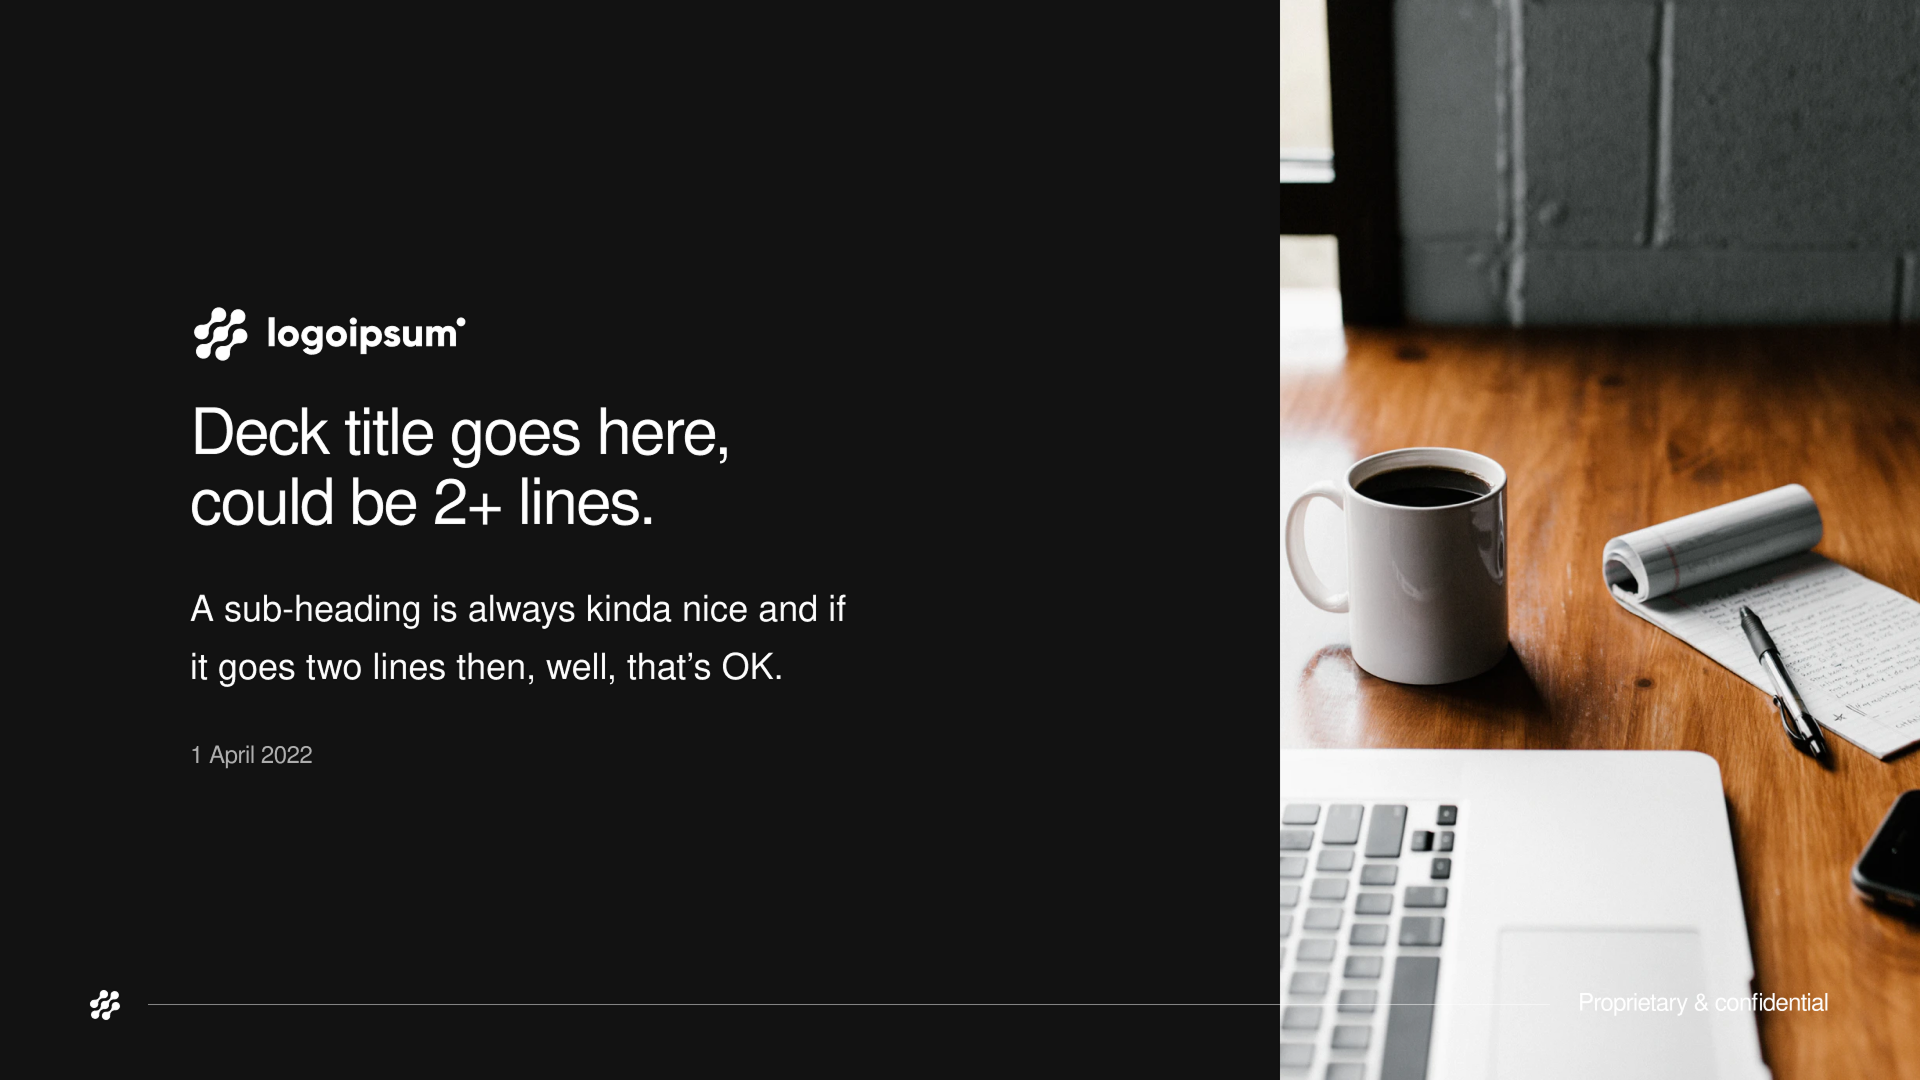 logoipsum
Deck title goes here,
could be 2+ lines.
A sub-heading is always kinda nice and if
it goes two lines then, well, that’s OK.
1 April 2022
Proprietary & confidential